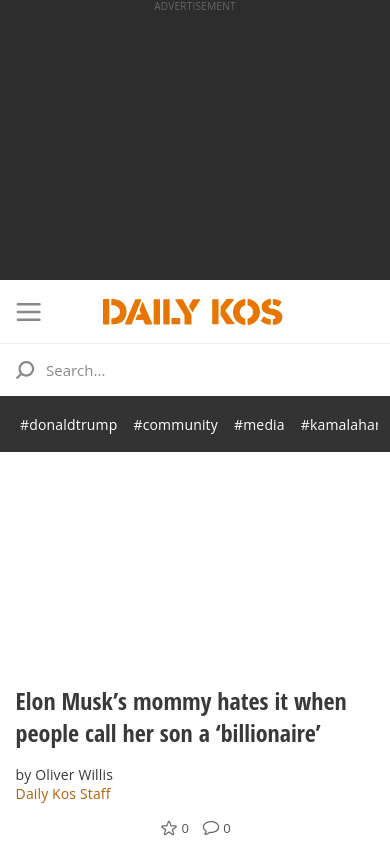 ADVERTISEMENT
DAILY KOS
Search...
#donaldtrump #community #media #kamalahar
Elon Musk’s mommy hates it when
people call her son a ‘billionaire’
by Oliver Willis
Daily Kos Staff
0 0